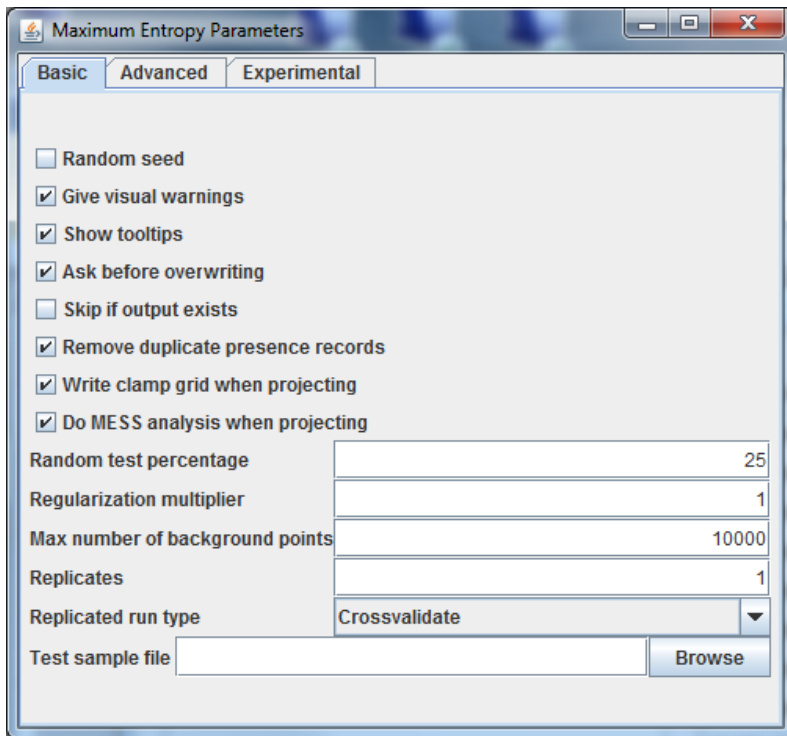 Maximum Entropy Parameters
Basic Advanced Experimental
Random seed
Give visual warnings
Show tooltips
Ask before overwriting
Skip if output exists
Remove duplicate presence records
Write clamp grid when projecting
Do MESS analysis when projecting
Random test percentage 25
Regularization multiplier 1
Max number of background points 10000
Replicates 1
Replicated run type Crossvalidate
Test sample file Browse